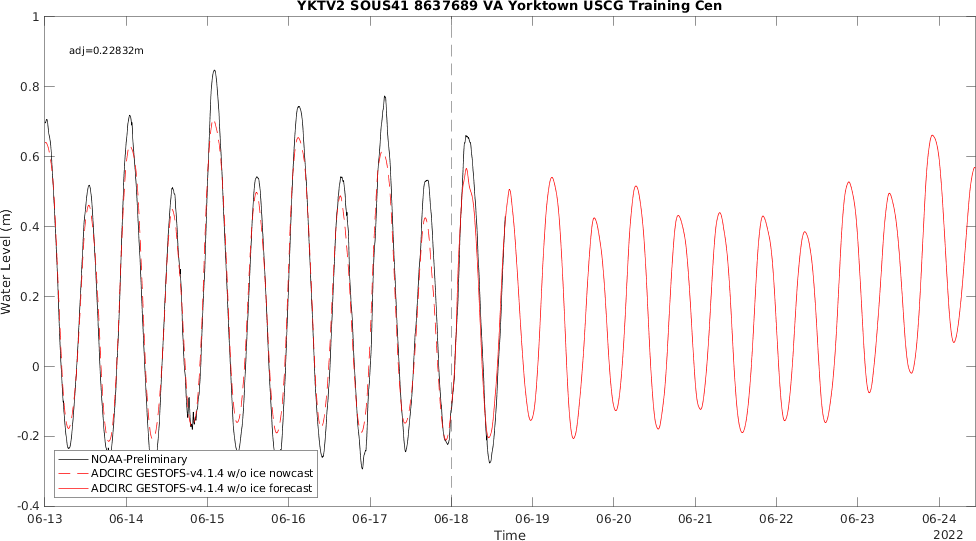 YKTV2 SOUS41 8637689 VA Yorktown USCG Training Cen
adj=0.22832m
1
0.8
0.6
0.4
0.2
0
-0.2
-0.4
Water Level (m)
NOAA-Preliminary
ADCIRC GESTOFS-v4.1.4 w/o ice nowcast
ADCIRC GESTOFS-v4.1.4 w/o ice forecast
06-13 06-14 06-15 06-16 06-17 06-18 06-19 06-20 06-21 06-22 06-23 06-24
Time
2022